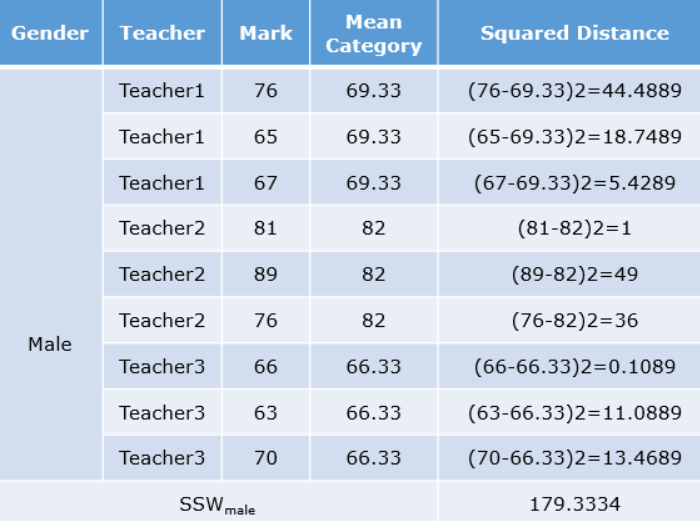 Gender Teacher Mark Mean Category Squared Distance
Teacher1 76 69.33 (76-69.33)2=44.4889
Teacher1 65 69.33 (65-69.33)2=18.7489
Teacher1 67 69.33 (67-69.33)2=5.4289
Teacher2 81 82 (81-82)2=1
Teacher2 89 82 (89-82)2=49
Teacher2 76 82 (76-82)2=36
Male
Teacher3 66 66.33 (66-66.33)2=0.1089
Teacher3 63 66.33 (63-66.33)2=11.0889
Teacher3 70 66.33 (70-66.33)2=13.4689
SSWmale 179.3334